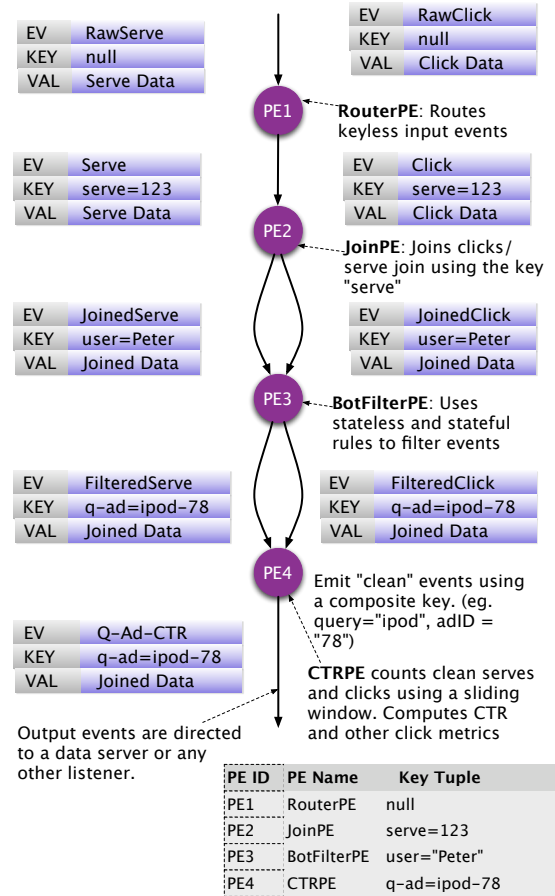 EV RawServe
KEY null
VAL Serve Data
EV RawClick
KEY null
VAL Click Data
PE1
RouterPE: Routes
keyless input events
EV Serve
KEY serve=123
VAL Serve Data
EV Click
KEY serve=123
VAL Click Data
PE2
JoinPE: Joins clicks/
serve join using the key
"serve"
EV JoinedServe
KEY user=Peter
VAL Joined Data
EV JoinedClick
KEY user=Peter
VAL Joined Data
PE3
BotFilterPE: Uses
stateless and stateful
rules to filter events
EV FilteredServe
KEY q-ad=ipod-78
VAL Joined Data
EV FilteredClick
KEY q-ad=ipod-78
VAL Joined Data
PE4
Emit "clean" events using
a composite key. (eg.
query="ipod", adID =
"78")
EV Q-Ad-CTR
KEY q-ad=ipod-78
VAL Joined Data
CTRPE counts clean serves
and clicks using a sliding
window. Computes CTR
and other click metrics
Output events are directed
to a data server or any
other listener.
PE ID PE Name Key Tuple
PE1 RouterPE null
PE2 JoinPE serve=123
PE3 BotFilterPE user="Peter"
PE4 CTRPE q-ad=ipod-78